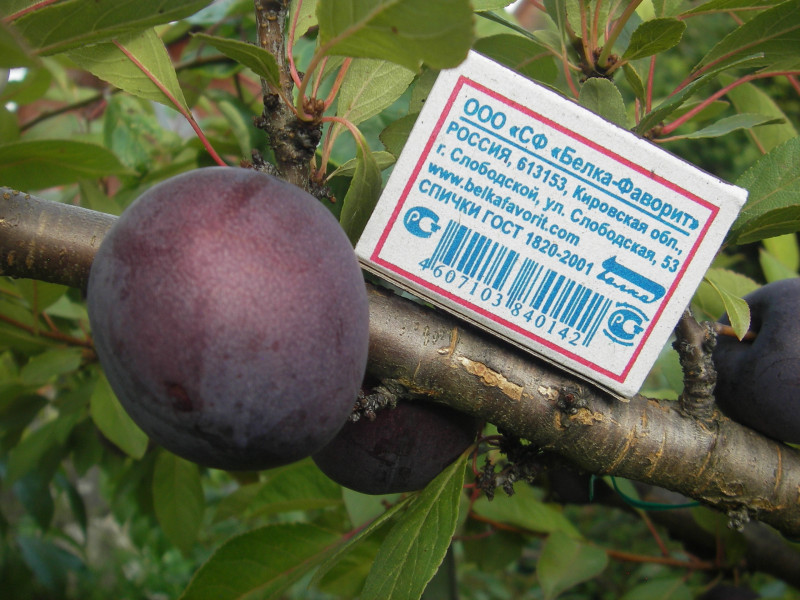 ООО «СФ «Белка-Фаворит»
РОССИЯ, 613153, Кировская обл.,
г. Слободской, ул. Слободская, 53
www.belkafavorit.com
СПИЧКИ ГОСТ 1820-2001
4607103840142